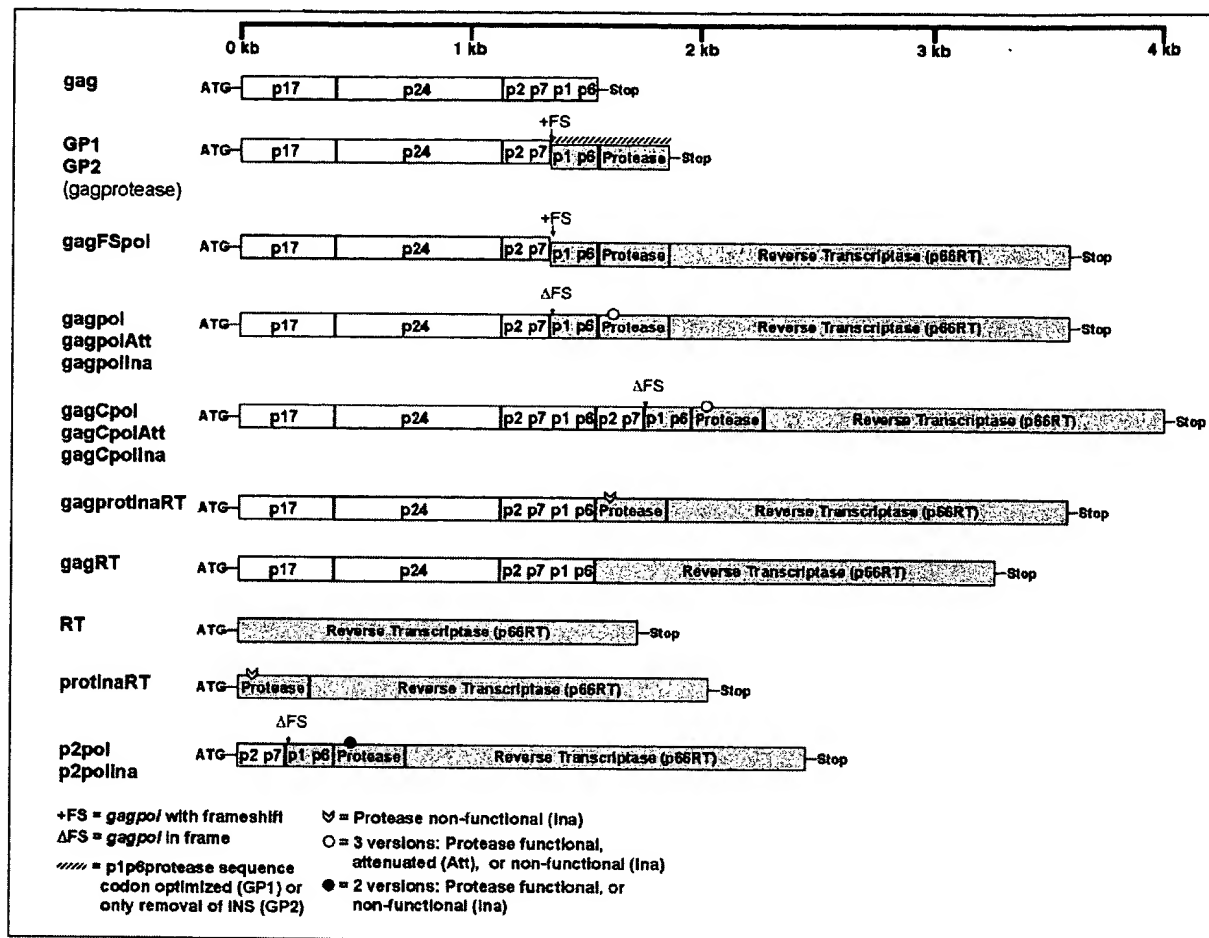 0 kb 1 kb 2 kb 3 kb 4 kb
gag ATG p17 p24 p2 p7 p1 p6 Stop
+FS
GP1
GP2
(gagprotease)
ATG p17 p24 p2 p7 p1 p6 Protease Stop
+FS
gagFSpol ATG p17 p24 p2 p7 p1 p6 Protease Reverse Transcriptase (p66RT) Stop
ΔFS
gagpol
gagpolAtt
gagpolIna
ATG p17 p24 p2 p7 p1 p6 Protease Reverse Transcriptase (p66RT) Stop
ΔFS
gagCpol
gagCpolAtt
gagCpolIna
ATG p17 p24 p2 p7 p1 p6 p2 p7 p1 p6 Protease Reverse Transcriptase (p66RT) Stop
gagprotInaRT ATG p17 p24 p2 p7 p1 p6 Protease Reverse Transcriptase (p66RT) Stop
gagRT ATG p17 p24 p2 p7 p1 p6 Reverse Transcriptase (p66RT) Stop
RT ATG Reverse Transcriptase (p66RT) Stop
protInaRT ATG Protease Reverse Transcriptase (p66RT) Stop
ΔFS
p2pol
p2polIna
ATG p2 p7 p1 p6 Protease Reverse Transcriptase (p66RT) Stop
+FS = gagpol with frameshift
ΔFS = gagpol in frame
= p1p6protease sequence
codon optimized (GP1) or
only removal of INS (GP2)
= Protease non-functional (Ina)
= 3 versions: Protease functional,
attenuated (Att), or non-functional (Ina)
= 2 versions: Protease functional, or
non-functional (Ina)